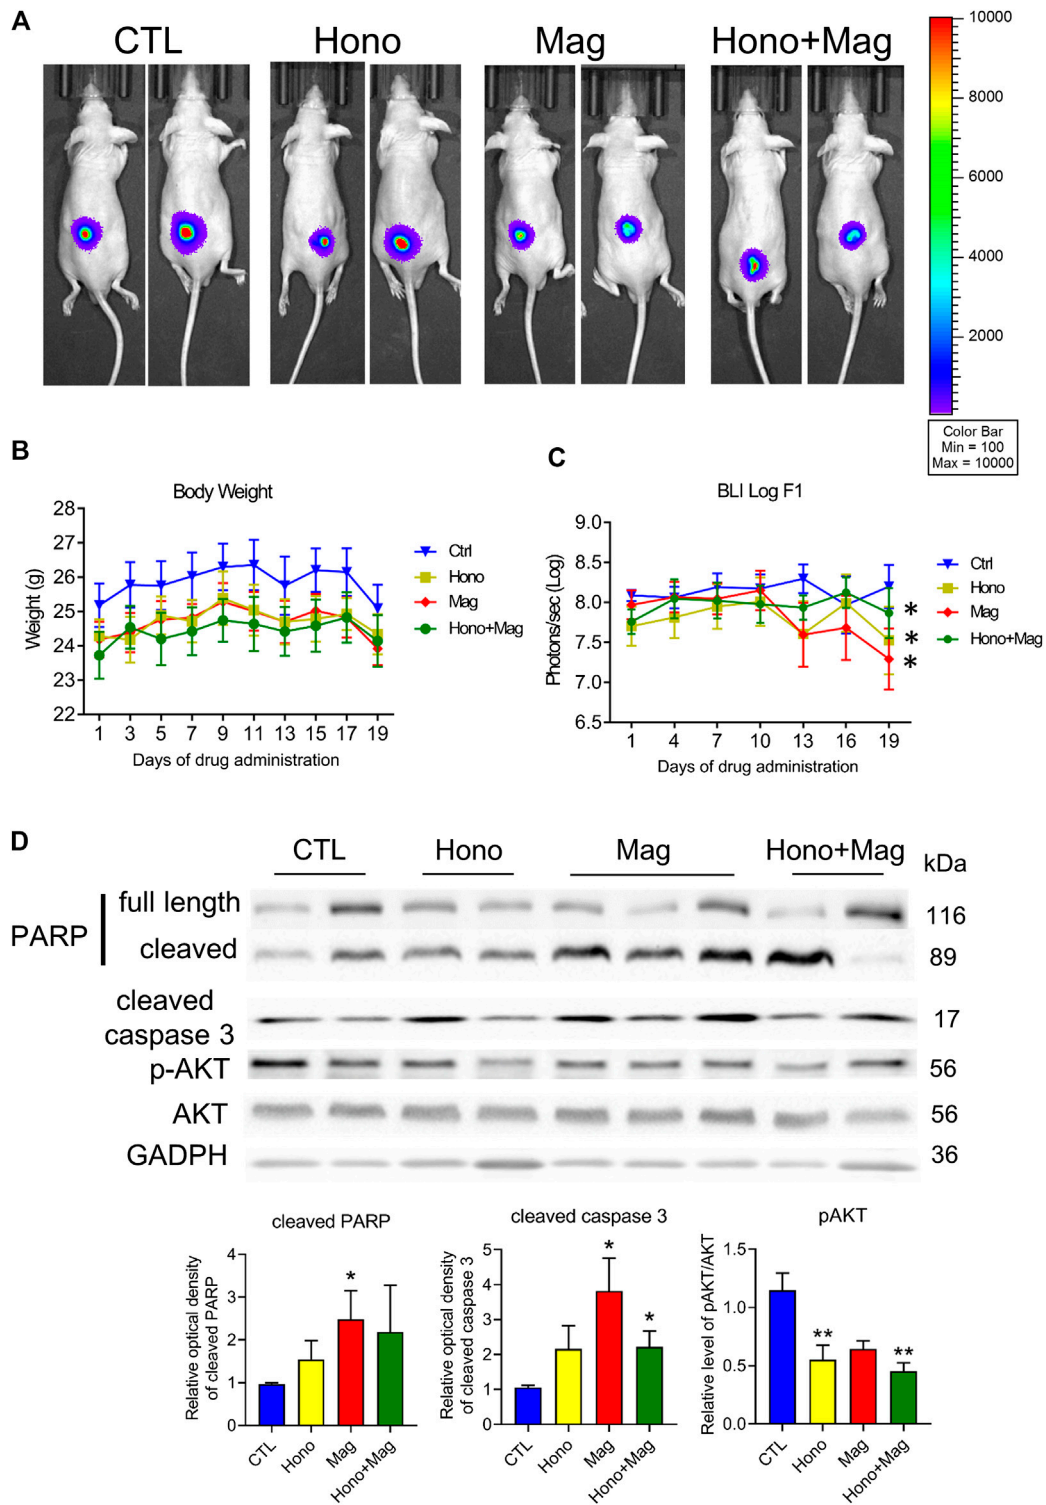 A
CTL Hono Mag Hono+Mag
10000
8000
6000
4000
2000
Color Bar
Min = 100
Max = 10000
B
Body Weight
Weight (g)
28
27
26
25
24
23
22
1 3 5 7 9 11 13 15 17 19
Days of drug administration
Ctrl
Hono
Mag
Hono+Mag
C
BLI Log F1
Photons/sec (Log)
9.0
8.5
8.0
7.5
7.0
6.5
1 4 7 10 13 16 19
Days of drug administration
Ctrl
Hono
Mag
Hono+Mag
*
*
*
D
CTL Hono Mag Hono+Mag kDa
PARP
full length 116
cleaved 89
cleaved
caspase 3 17
p-AKT 56
AKT 56
GADPH 36
cleaved PARP
Relative optical density
of cleaved PARP
4
3
2
1
0
*
CTL Hono Mag Hono+Mag
cleaved caspase 3
Relative optical density
of cleaved caspase 3
5
4
3
2
1
0
*
*
CTL Hono Mag Hono+Mag
pAKT
Relative level of pAKT/AKT
1.5
1.0
0.5
0.0
**
**
CTL Hono Mag Hono+Mag